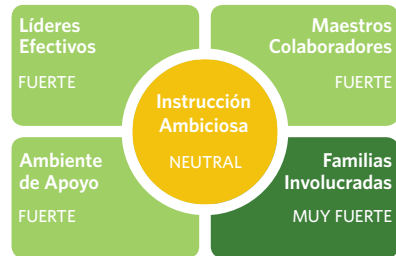 Líderes
Efectivos
FUERTE
Maestros
Colaboradores
FUERTE
Instrucción
Ambiciosa
NEUTRAL
Ambiente
de Apoyo
FUERTE
Familias
Involucradas
MUY FUERTE